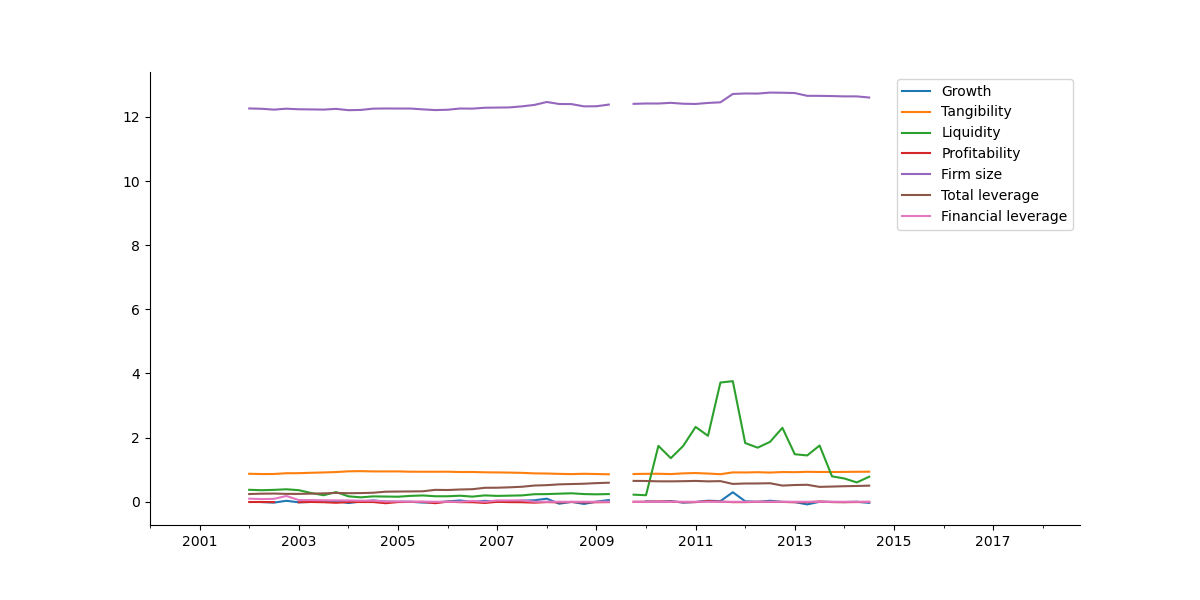 12
10
8
6
4
2
0
2001 2003 2005 2007 2009 2011 2013 2015 2017
Growth
Tangibility
Liquidity
Profitability
Firm size
Total leverage
Financial leverage